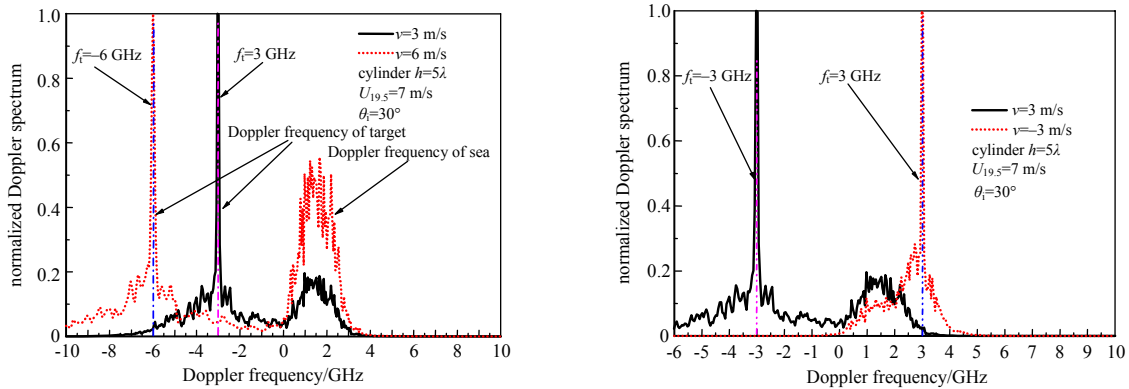 1.0
0.8
0.6
0.4
0.2
0
normalized Doppler spectrum
fₜ=–6 GHz
fₜ=3 GHz
v=3 m/s
v=6 m/s
cylinder h=5λ
U₁₉.₅=7 m/s
θᵢ=30°
Doppler frequency of target
Doppler frequency of sea
-10 -8 -6 -4 -2 0 2 4 6 8 10
Doppler frequency/GHz
1.0
0.8
0.6
0.4
0.2
0
normalized Doppler spectrum
fₜ=–3 GHz
fₜ=3 GHz
v=3 m/s
v=–3 m/s
cylinder h=5λ
U₁₉.₅=7 m/s
θᵢ=30°
-6 -5 -4 -3 -2 -1 0 1 2 3 4 5 6 7 8 9 10
Doppler frequency/GHz